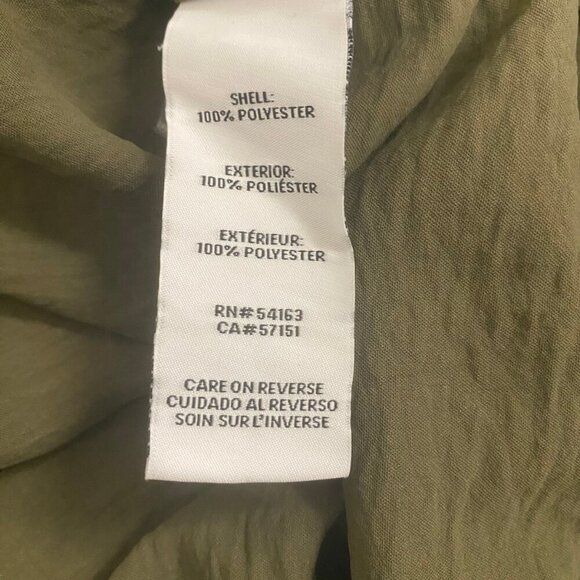 SHELL:
100% POLYESTER
EXTERIOR:
100% POLIÉSTER
EXTÉRIEUR:
100% POLYESTER
RN#54163
CA#57151
CARE ON REVERSE
CUIDADO AL REVERSO
SOIN SUR L'INVERSE